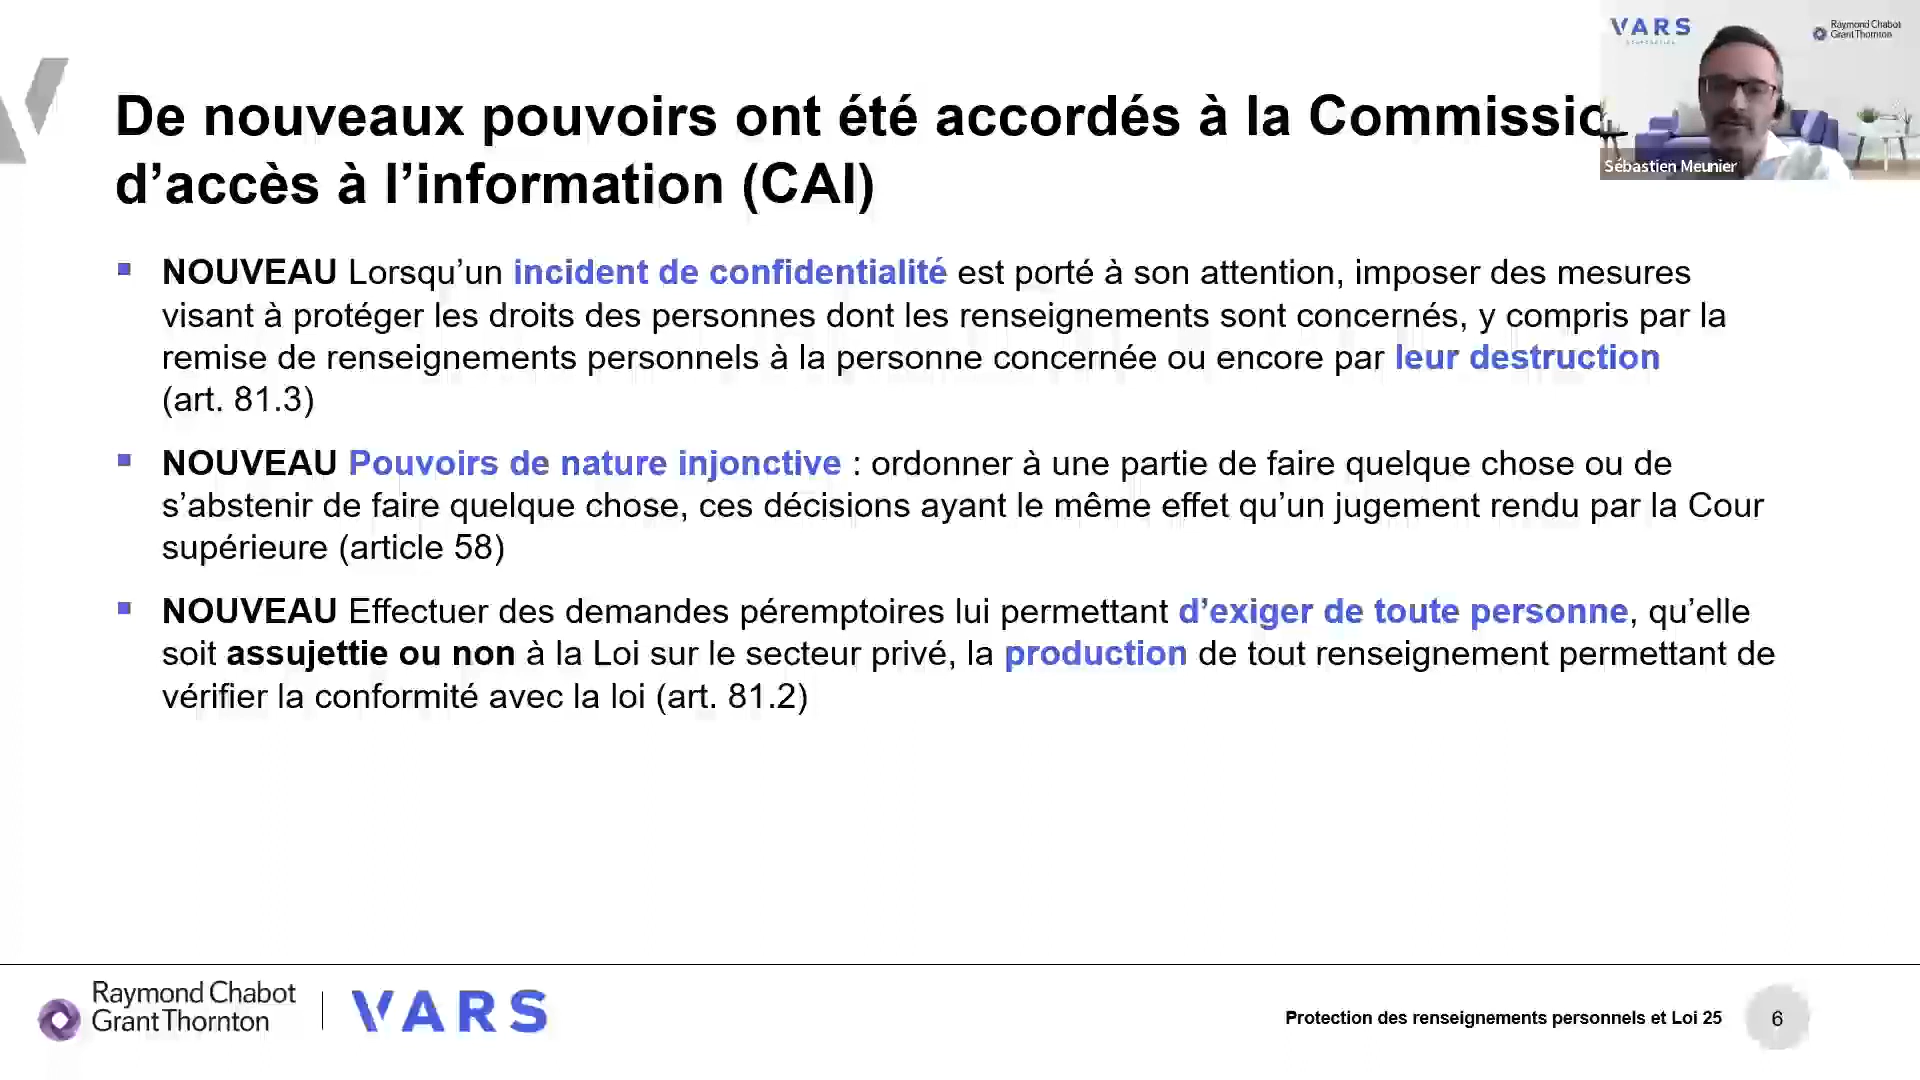 VARS
Raymond Chabot
Grant Thornton
Sébastien Meunier
De nouveaux pouvoirs ont été accordés à la Commissio
d’accès à l’information (CAI)
NOUVEAU Lorsqu’un incident de confidentialité est porté à son attention, imposer des mesures
visant à protéger les droits des personnes dont les renseignements sont concernés, y compris par la
remise de renseignements personnels à la personne concernée ou encore par leur destruction
(art. 81.3)
NOUVEAU Pouvoirs de nature injonctive : ordonner à une partie de faire quelque chose ou de
s’abstenir de faire quelque chose, ces décisions ayant le même effet qu’un jugement rendu par la Cour
supérieure (article 58)
NOUVEAU Effectuer des demandes péremptoires lui permettant d’exiger de toute personne, qu’elle
soit assujettie ou non à la Loi sur le secteur privé, la production de tout renseignement permettant de
vérifier la conformité avec la loi (art. 81.2)
Raymond Chabot
Grant Thornton
VARS
Protection des renseignements personnels et Loi 25
6